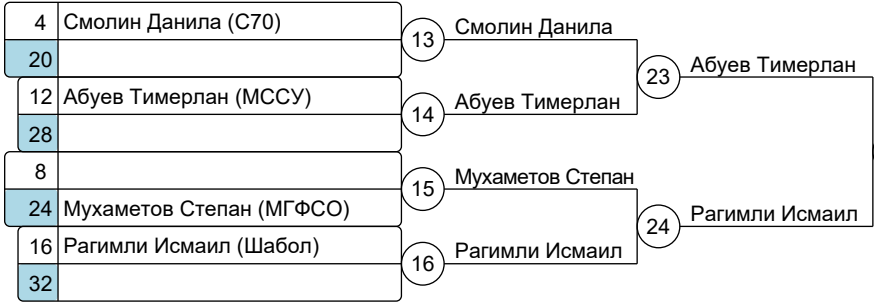 4 Смолин Данила (С70)
20
13
Смолин Данила
12 Абуев Тимерлан (МССУ)
28
14
Абуев Тимерлан
23
Абуев Тимерлан
8
24 Мухаметов Степан (МГФСО)
15
Мухаметов Степан
16 Рагимли Исмаил (Шабол)
32
16
Рагимли Исмаил
24
Рагимли Исмаил